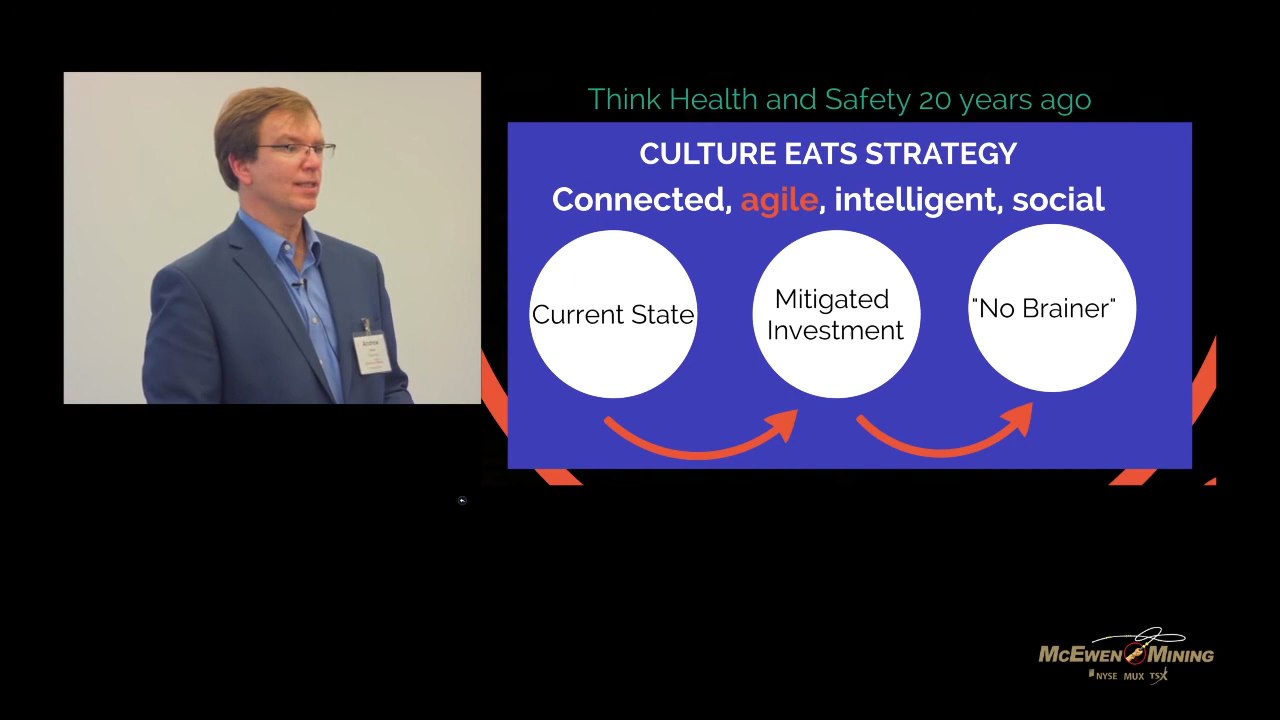 Think Health and Safety 20 years ago
CULTURE EATS STRATEGY
Connected, agile, intelligent, social
Current State
Mitigated
Investment
"No Brainer"
Andrew
MCEWEN MINING
NYSE MUX TSX